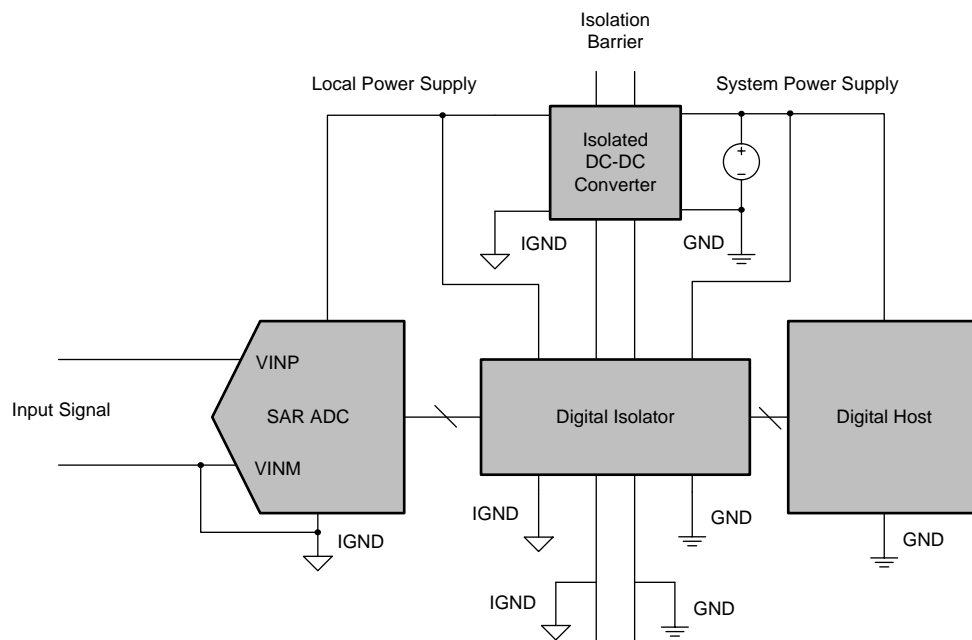 Isolation
Barrier
Local Power Supply
System Power Supply
Isolated
DC-DC
Converter
+
−
IGND
GND
VINP
Input Signal
SAR ADC
Digital Isolator
Digital Host
VINM
IGND
IGND
GND
GND
IGND
GND